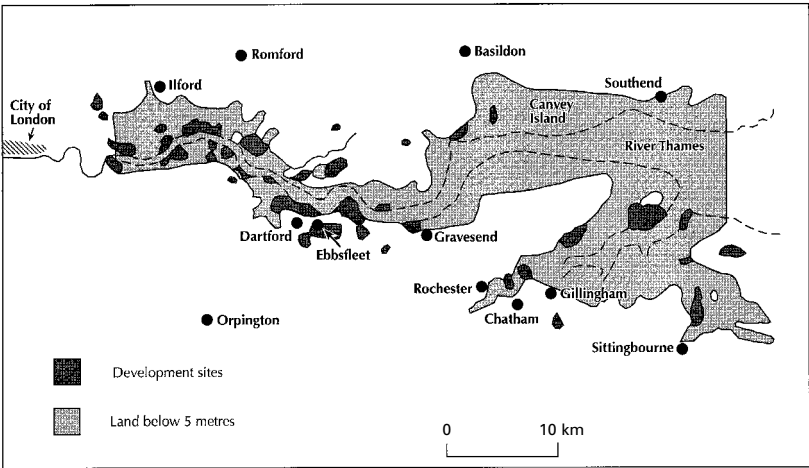 Romford
Basildon
Ilford
Southend
City of
London
Canvey
Island
River Thames
Dartford
Ebbsfleet
Gravesend
Rochester
Gillingham
Chatham
Orpington
Sittingbourne
Development sites
Land below 5 metres
0 10 km